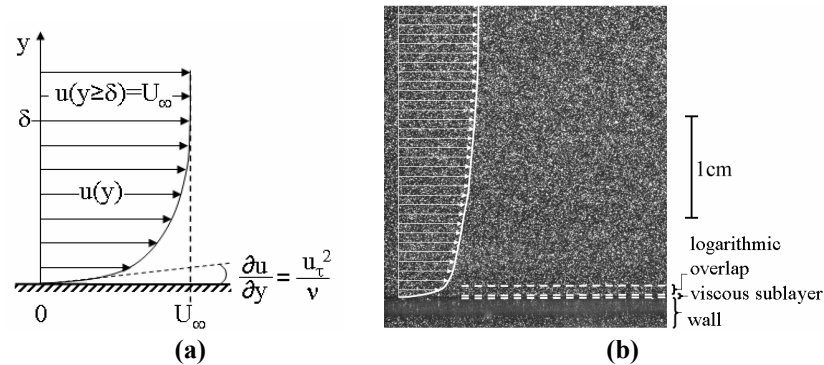 y
u(y≥δ)=U∞
δ
u(y)
∂u/∂y = uτ²/ν
0
U∞
(a)
1cm
logarithmic
overlap
viscous sublayer
wall
(b)